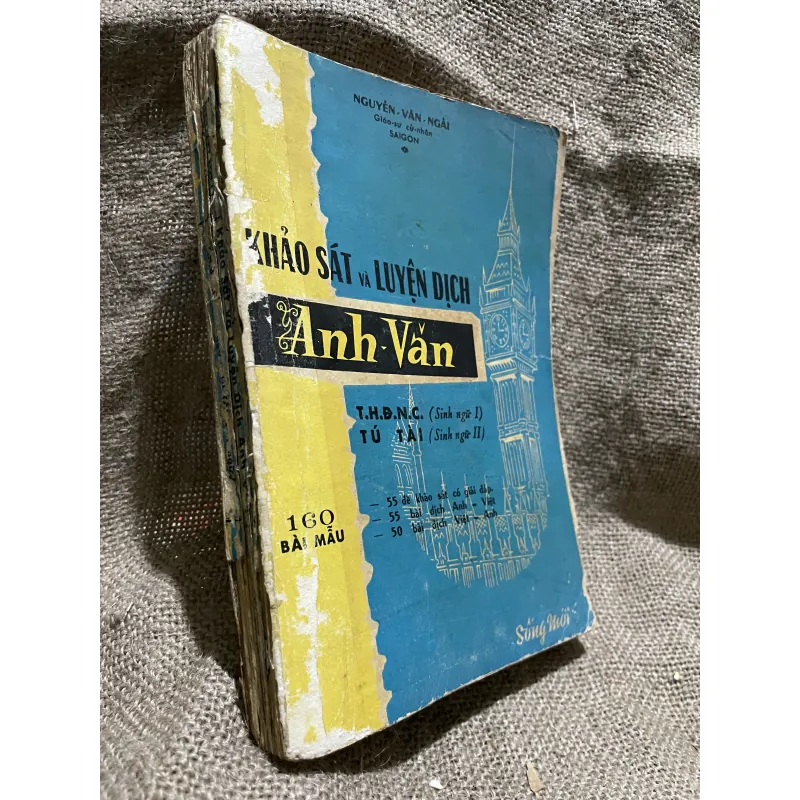 NGUYỄN-VĂN-NGẢI
Giáo-sư cử-nhân
SAIGON
KHẢO SÁT VÀ LUYỆN DỊCH
Anh-Văn
T.H.Đ.N.C. (Sinh ngữ I)
TÚ TÀI (Sinh ngữ II)
160
BÀI MẪU
— 55 đề khảo sát có giải đáp.
— 55 bài dịch Anh - Việt
— 50 bài dịch Việt - Anh
Sống Mới